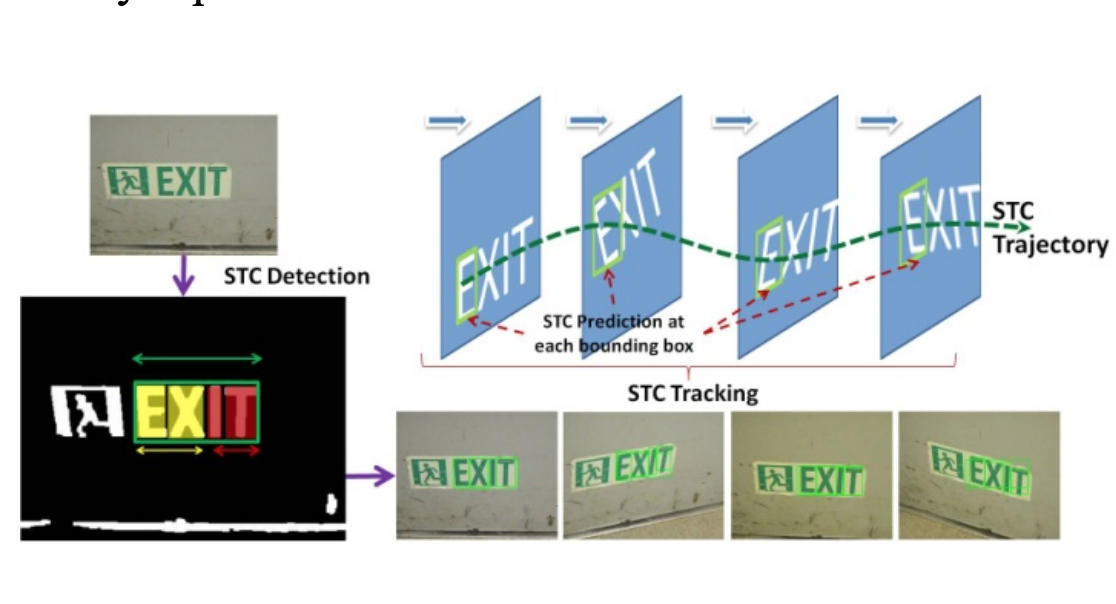 EXIT
STC Detection
EXIT
EXIT
EXIT
EXIT
EXIT
STC
Trajectory
STC Prediction at
each bounding box
STC Tracking
EXIT
EXIT
EXIT
EXIT